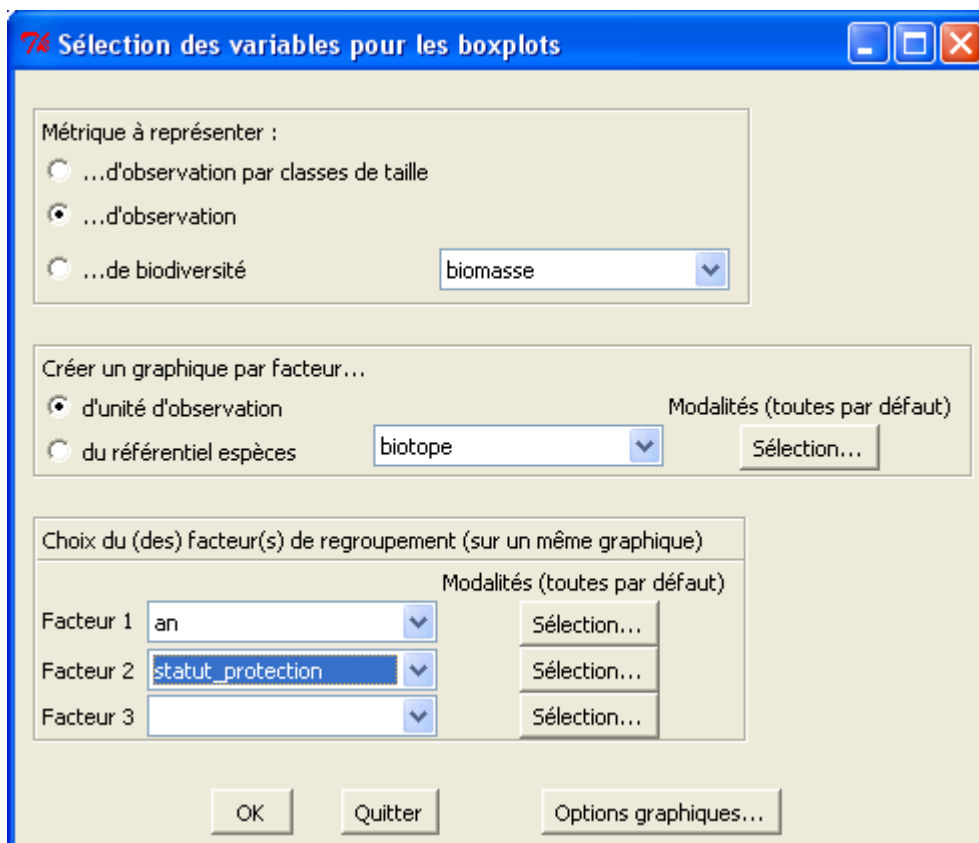 Sélection des variables pour les boxplots
Métrique à représenter :
...d'observation par classes de taille
...d'observation
...de biodiversité
biomasse
Créer un graphique par facteur...
d'unité d'observation
Modalités (toutes par défaut)
du référentiel espèces
biotope
Sélection...
Choix du (des) facteur(s) de regroupement (sur un même graphique)
Modalités (toutes par défaut)
Facteur 1 an Sélection...
Facteur 2 statut_protection Sélection...
Facteur 3 Sélection...
OK Quitter Options graphiques...